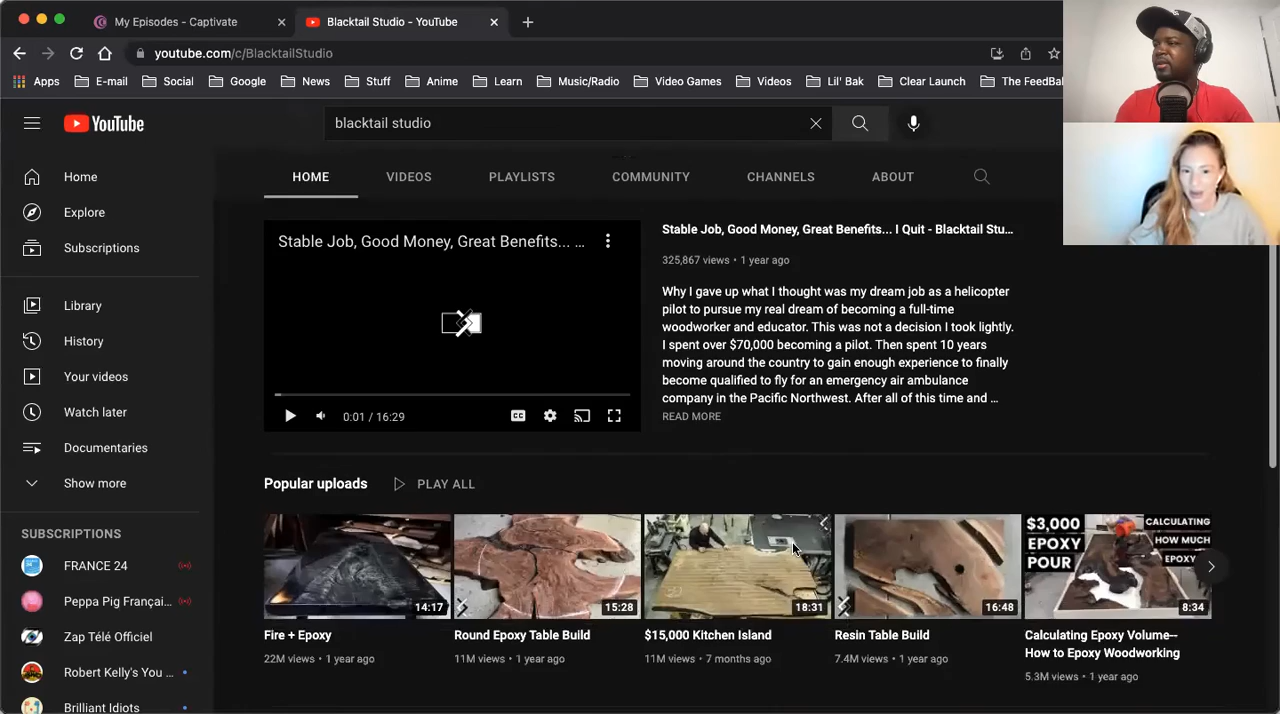 My Episodes - Captivate
Blacktail Studio - YouTube
youtube.com/c/BlacktailStudio
Apps
E-mail
Social
Google
News
Stuff
Anime
Learn
Music/Radio
Video Games
Videos
Lil' Bak
Clear Launch
The FeedBa
YouTube
blacktail studio
Home
Explore
Subscriptions
Library
History
Your videos
Watch later
Documentaries
Show more
SUBSCRIPTIONS
FRANCE 24
Peppa Pig Françai...
Zap Télé Officiel
Robert Kelly's You ...
Brilliant Idiots
HOME
VIDEOS
PLAYLISTS
COMMUNITY
CHANNELS
ABOUT
Stable Job, Good Money, Great Benefits... ...
CC
0:01 / 16:29
Stable Job, Good Money, Great Benefits... I Quit - Blacktail Stu...
325,867 views • 1 year ago
Why I gave up what I thought was my dream job as a helicopter
pilot to pursue my real dream of becoming a full-time
woodworker and educator. This was not a decision I took lightly.
I spent over $70,000 becoming a pilot. Then spent 10 years
moving around the country to gain enough experience to finally
become qualified to fly for an emergency air ambulance
company in the Pacific Northwest. After all of this time and ...
READ MORE
Popular uploads
PLAY ALL
14:17
Fire + Epoxy
22M views • 1 year ago
15:28
Round Epoxy Table Build
11M views • 1 year ago
18:31
$15,000 Kitchen Island
11M views • 7 months ago
16:48
Resin Table Build
7.4M views • 1 year ago
$3,000
EPOXY
POUR
CALCULATING
HOW MUCH
EPOXY
8:34
Calculating Epoxy Volume--
How to Epoxy Woodworking
5.3M views • 1 year ago